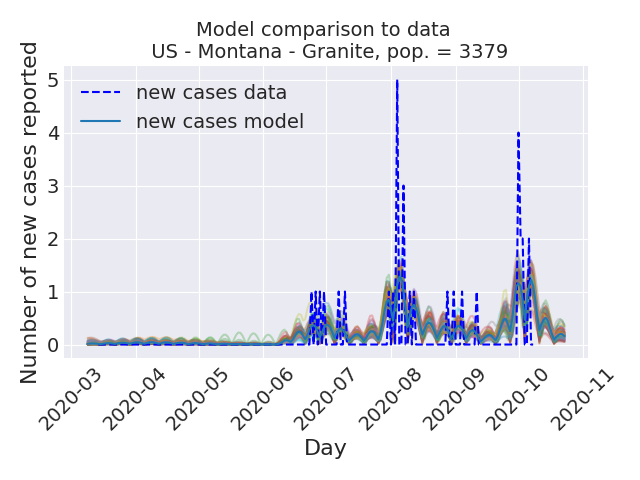 Model comparison to data
US - Montana - Granite, pop. = 3379
Number of new cases reported
5
4
3
2
1
0
new cases data
new cases model
2020-03
2020-04
2020-05
2020-06
2020-07
2020-08
2020-09
2020-10
2020-11
Day